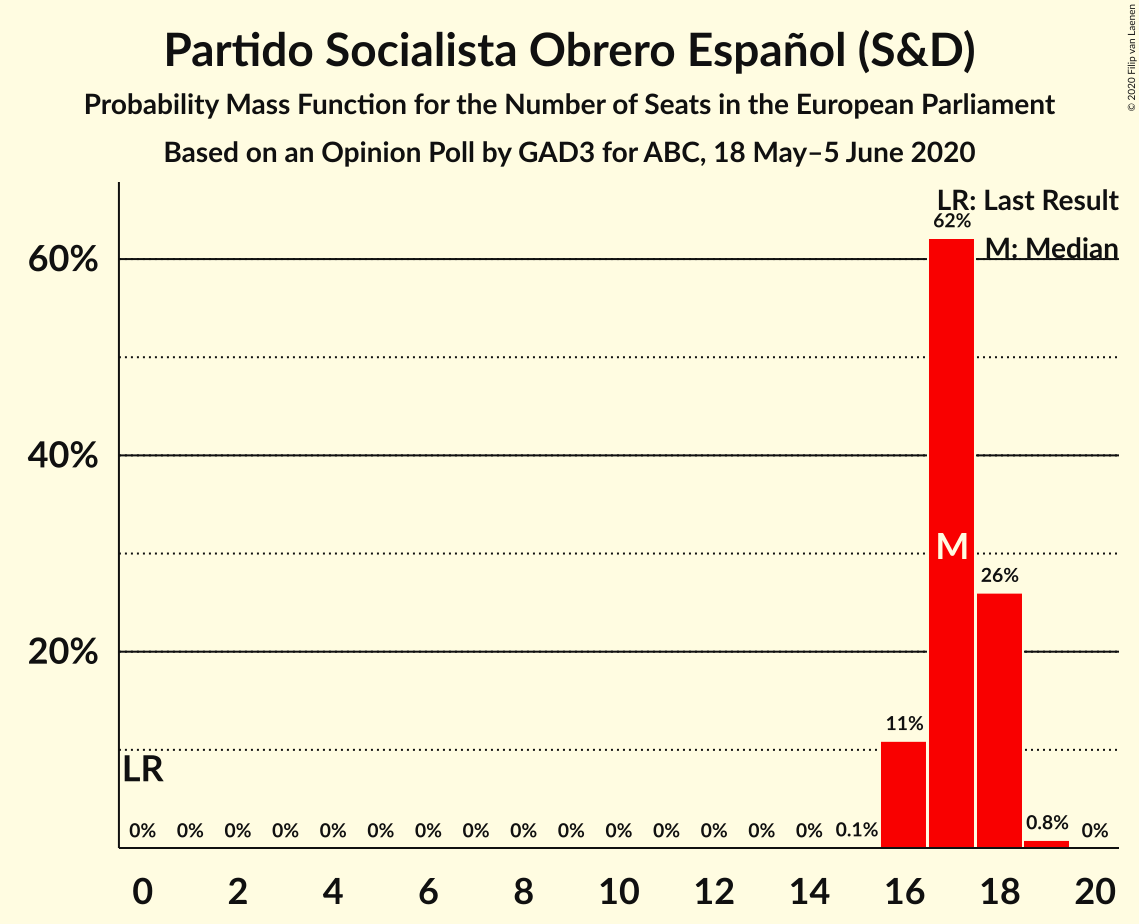 Partido Socialista Obrero Español (S&D)
Probability Mass Function for the Number of Seats in the European Parliament
Based on an Opinion Poll by GAD3 for ABC, 18 May–5 June 2020
© 2020 Filip van Laenen
LR: Last Result
M: Median
60%
40%
20%
62%
M
26%
11%
LR
0% 0% 0% 0% 0% 0% 0% 0% 0% 0% 0% 0% 0% 0% 0% 0.1% 0.8% 0%
0 2 4 6 8 10 12 14 16 18 20